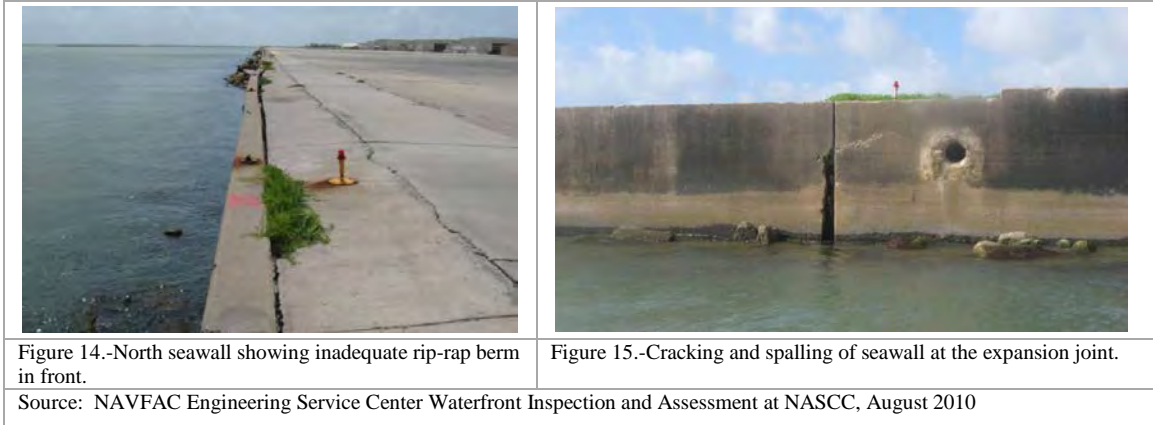 Figure 14.-North seawall showing inadequate rip-rap berm
in front.
Figure 15.-Cracking and spalling of seawall at the expansion joint.
Source:  NAVFAC Engineering Service Center Waterfront Inspection and Assessment at NASCC, August 2010